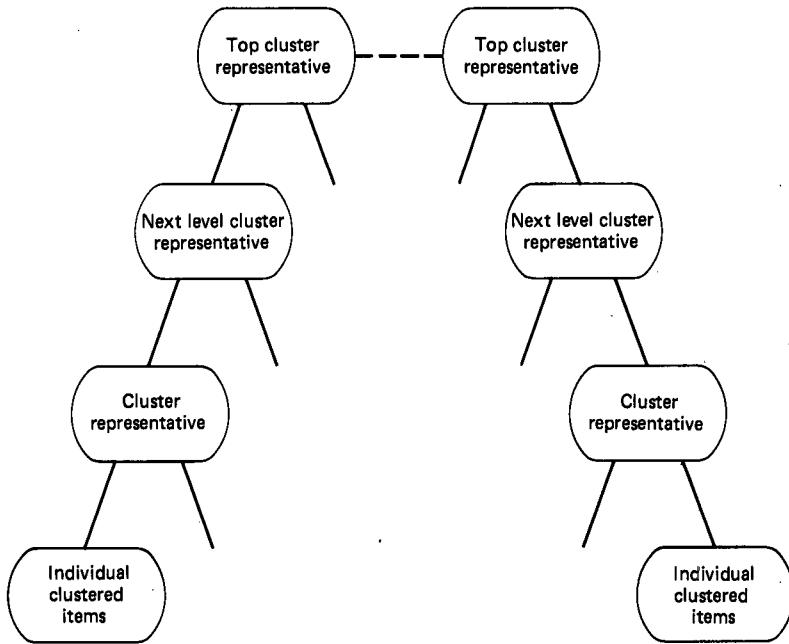 Top cluster
representative
Top cluster
representative
Next level cluster
representative
Next level cluster
representative
Cluster
representative
Cluster
representative
Individual
clustered
items
Individual
clustered
items